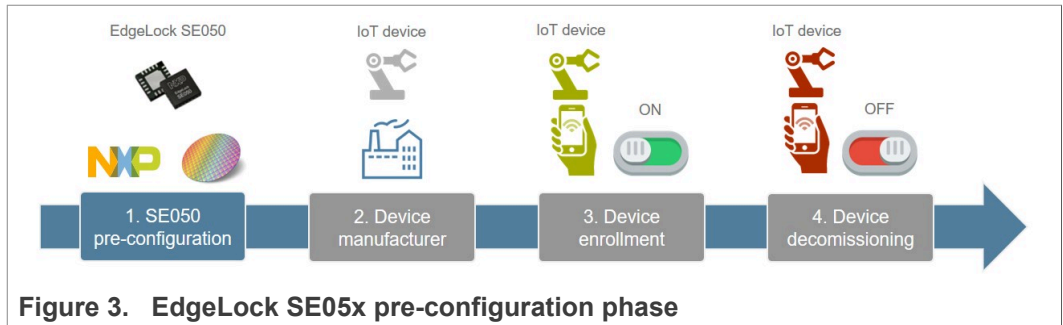 EdgeLock SE050
IoT device
IoT device
IoT device
ON
OFF
NXP
1. SE050
pre-configuration
2. Device
manufacturer
3. Device
enrollment
4. Device
decomissioning
Figure 3. EdgeLock SE05x pre-configuration phase